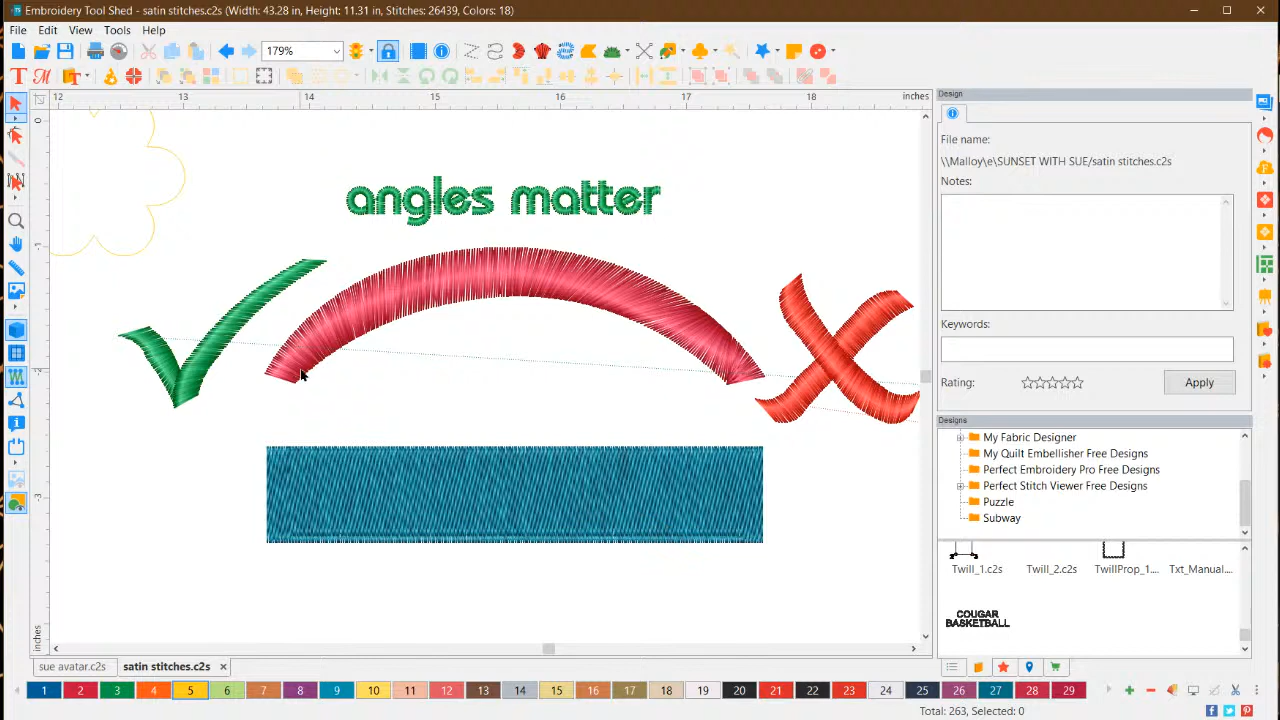 Embroidery Tool Shed - satin stitches.c2s (Width: 43.28 in, Height: 11.31 in, Stitches: 26439, Colors: 18)
File Edit View Tools Help
179%
12 13 14 15 16 17 18 inches
Design
File name:
\\Malloy\e\SUNSET WITH SUE/satin stitches.c2s
Notes:
Keywords:
Rating: Apply
angles matter
0
-1
-2
-3
inches
Designs
My Fabric Designer
My Quilt Embellisher Free Designs
Perfect Embroidery Pro Free Designs
Perfect Stitch Viewer Free Designs
Puzzle
Subway
Twill_1.c2s Twill_2.c2s TwillProp_1.... Txt_Manual....
COUGAR
BASKETBALL
sue avatar.c2s satin stitches.c2s
1 2 3 4 5 6 7 8 9 10 11 12 13 14 15 16 17 18 19 20 21 22 23 24 25 26 27 28 29
Total: 263, Selected: 0